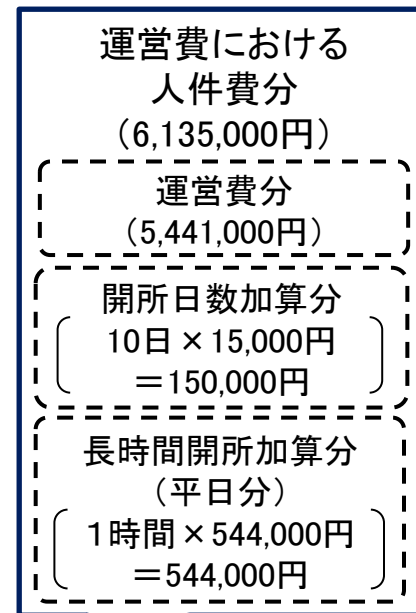 運営費における
人件費分
（6,135,000円）
運営費分
（5,441,000円）
開所日数加算分
10日×15,000円
＝150,000円
長時間開所加算分
（平日分）
１時間×544,000円
＝544,000円